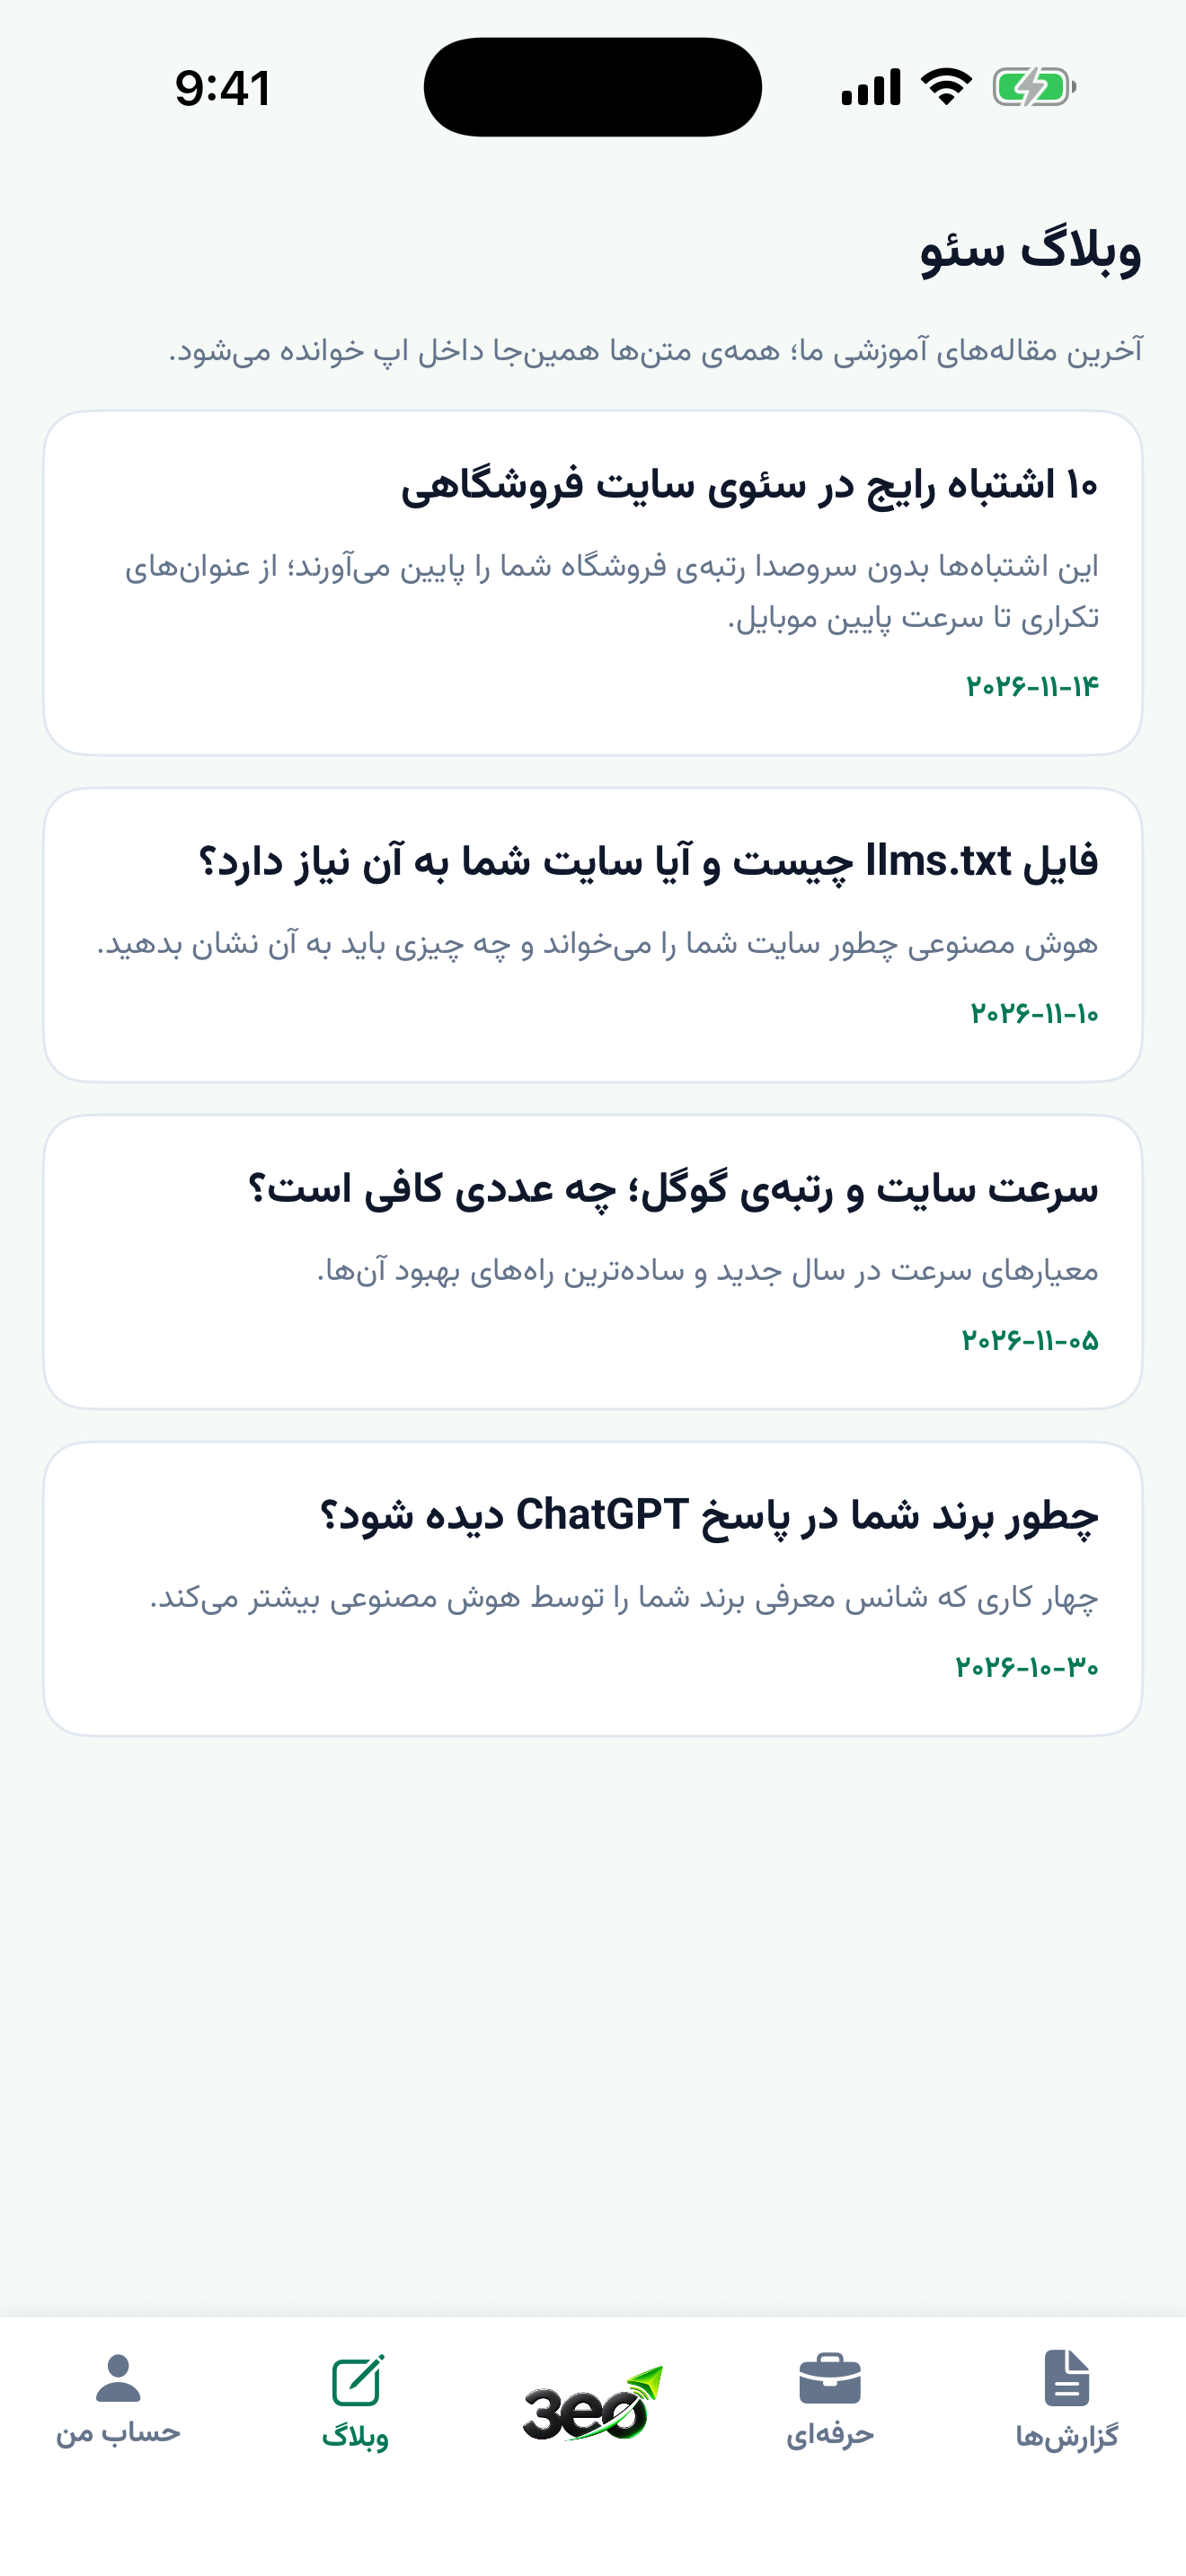 9:41
وبلاگ سئو
آخرین مقاله‌های آموزشی ما؛ همه‌ی متن‌ها همین‌جا داخل اپ خوانده می‌شود.
۱۰ اشتباه رایج در سئوی سایت فروشگاهی
این اشتباه‌ها بدون سروصدا رتبه‌ی فروشگاه شما را پایین می‌آورند؛ از عنوان‌های
تکراری تا سرعت پایین موبایل.
۲۰۲۶-۱۱-۱۴
فایل llms.txt چیست و آیا سایت شما به آن نیاز دارد؟
هوش مصنوعی چطور سایت شما را می‌خواند و چه چیزی باید به آن نشان بدهید.
۲۰۲۶-۱۱-۱۰
سرعت سایت و رتبه‌ی گوگل؛ چه عددی کافی است؟
معیارهای سرعت در سال جدید و ساده‌ترین راه‌های بهبود آن‌ها.
۲۰۲۶-۱۱-۰۵
چطور برند شما در پاسخ ChatGPT دیده شود؟
چهار کاری که شانس معرفی برند شما را توسط هوش مصنوعی بیشتر می‌کند.
۲۰۲۶-۱۰-۳۰
گزارش‌ها
حرفه‌ای
3eo
وبلاگ
حساب من